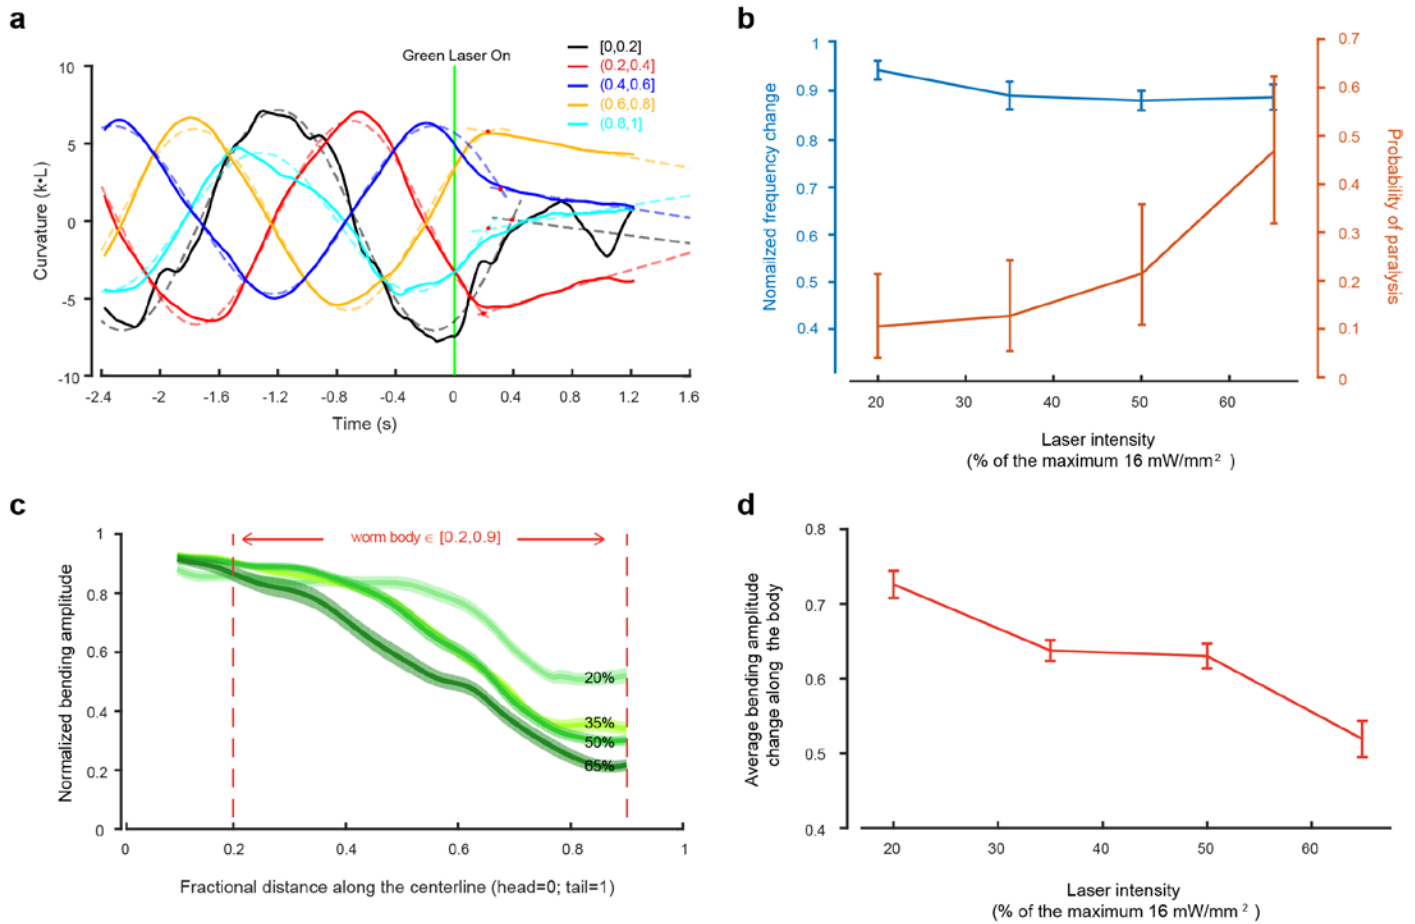 a
Green Laser On
[0,0.2]
(0.2,0.4]
(0.4,0.6]
(0.6,0.8]
(0.8,1]
10
5
0
-5
-10
Curvature (k•L)
-2.4 -2 -1.6 -1.2 -0.8 -0.4 0 0.4 0.8 1.2 1.6
Time (s)
b
1
0.9
0.8
0.7
0.6
0.5
0.4
Nomailzed frequency change
0.7
0.6
0.5
0.4
0.3
0.2
0.1
0
Probability of paralysis
20 30 40 50 60
Laser intensity
(% of the maximum 16 mW/mm² )
c
worm body ∈ [0.2,0.9]
1
0.8
0.6
0.4
0.2
0
Normalized bending amplitude
20%
35%
50%
65%
0 0.2 0.4 0.6 0.8 1
Fractional distance along the centerline (head=0; tail=1)
d
0.8
0.7
0.6
0.5
0.4
Average bending amplitude
change along the body
20 30 40 50 60
Laser intensity
(% of the maximum 16 mW/mm² )